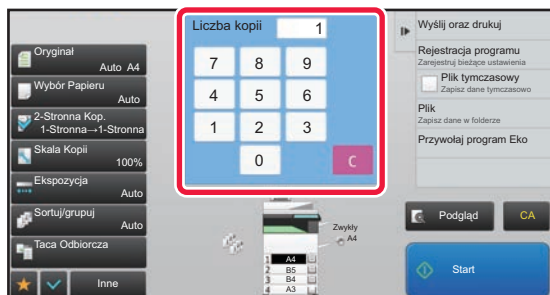 Oryginał
Auto A4
Wybór Papieru
Auto
2-Stronna Kop.
1-Stronna→1-Stronna
Skala Kopii
100%
Ekspozycja
Auto
Sortuj/grupuj
Auto
Taca Odbiorcza
Inne
Liczba kopii 1
7 8 9
4 5 6
1 2 3
0 C
Zwykły
A4
1 A4
2 B5
3 B4
4 A3
Wyślij oraz drukuj
Rejestracja programu
Zarejestruj bieżące ustawienia
Plik tymczasowy
Zapisz dane tymczasowo
Plik
Zapisz dane w folderze
Przywołaj program Eko
Podgląd CA
Start